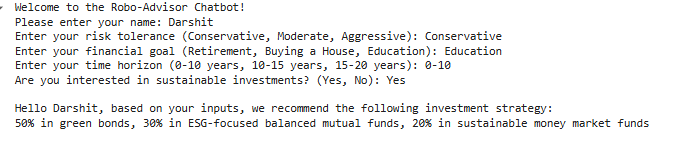 Welcome to the Robo-Advisor Chatbot!
Please enter your name: Darshit
Enter your risk tolerance (Conservative, Moderate, Aggressive): Conservative
Enter your financial goal (Retirement, Buying a House, Education): Education
Enter your time horizon (0-10 years, 10-15 years, 15-20 years): 0-10
Are you interested in sustainable investments? (Yes, No): Yes
Hello Darshit, based on your inputs, we recommend the following investment strategy:
50% in green bonds, 30% in ESG-focused balanced mutual funds, 20% in sustainable money market funds